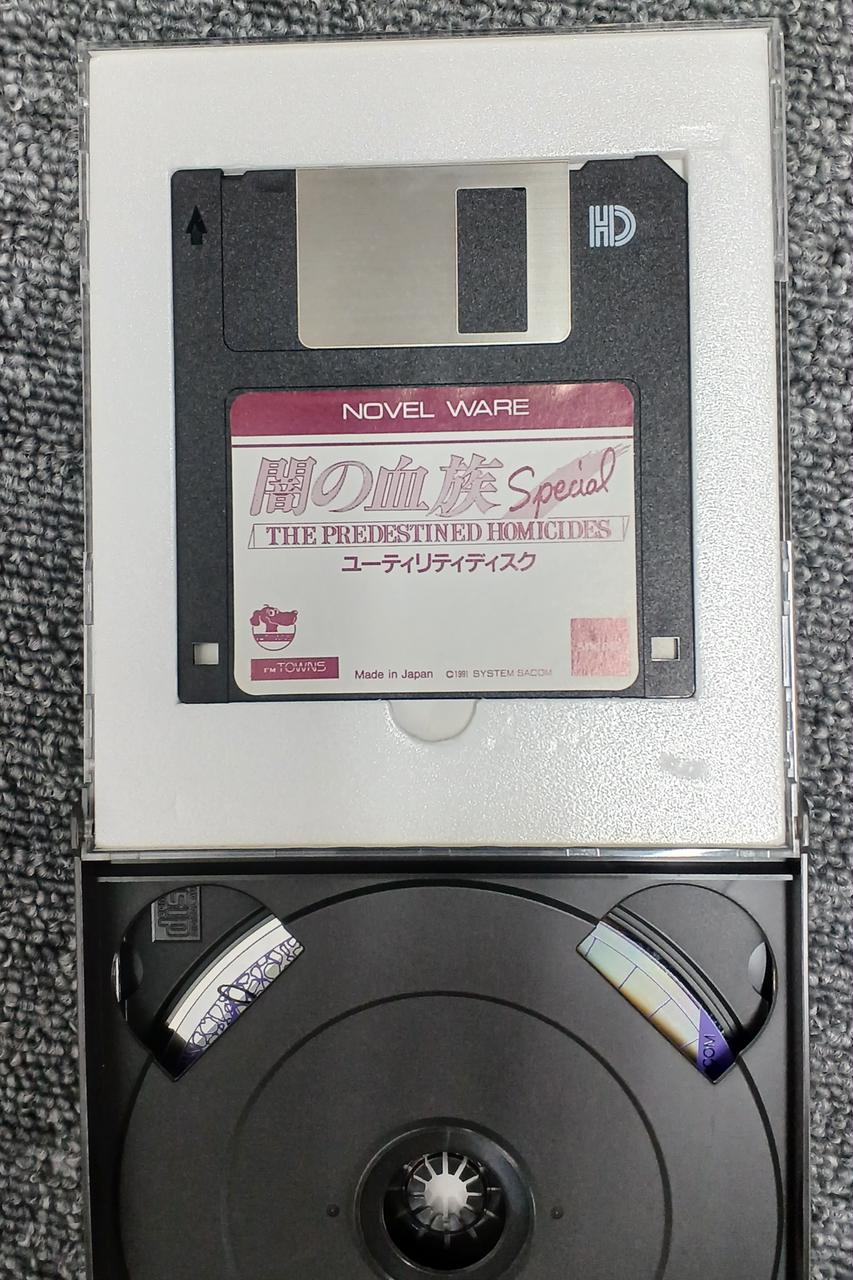 HD
NOVEL WARE
闇の血族 Special
THE PREDESTINED HOMICIDES
ユーティリティディスク
FM TOWNS
Made in Japan ©1991 SYSTEM SACOM
COM